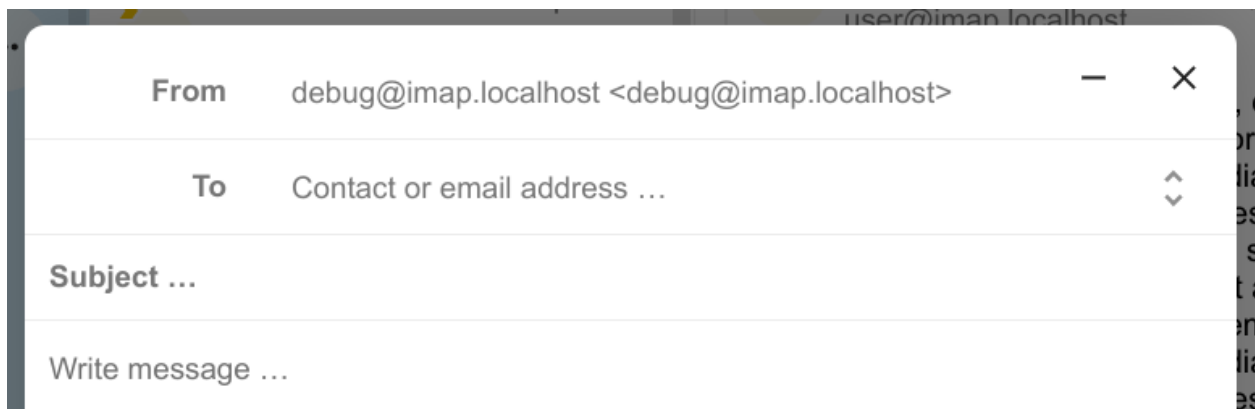 user@imap.localhost
From debug@imap.localhost <debug@imap.localhost>
To Contact or email address …
Subject …
Write message …